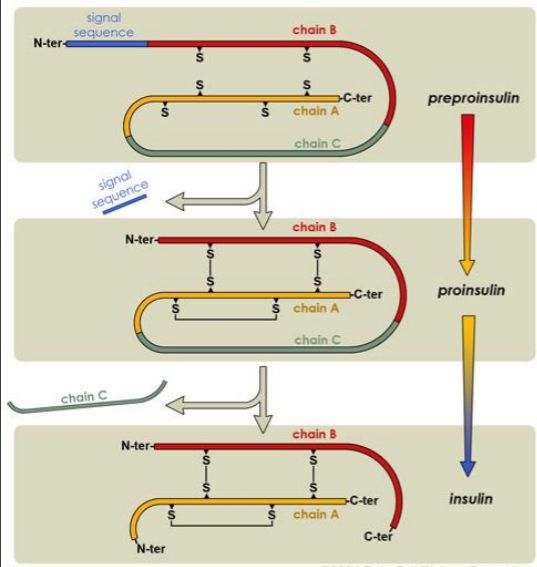 signal
sequence
chain B
N-ter
S
S
S
S
C-ter
preproinsulin
S
chain A
S
chain C
signal
sequence
chain B
N-ter
S
S
S
S
C-ter
proinsulin
S
chain A
S
chain C
chain C
chain B
N-ter
S
S
S
S
C-ter
insulin
S
chain A
S
C-ter
N-ter